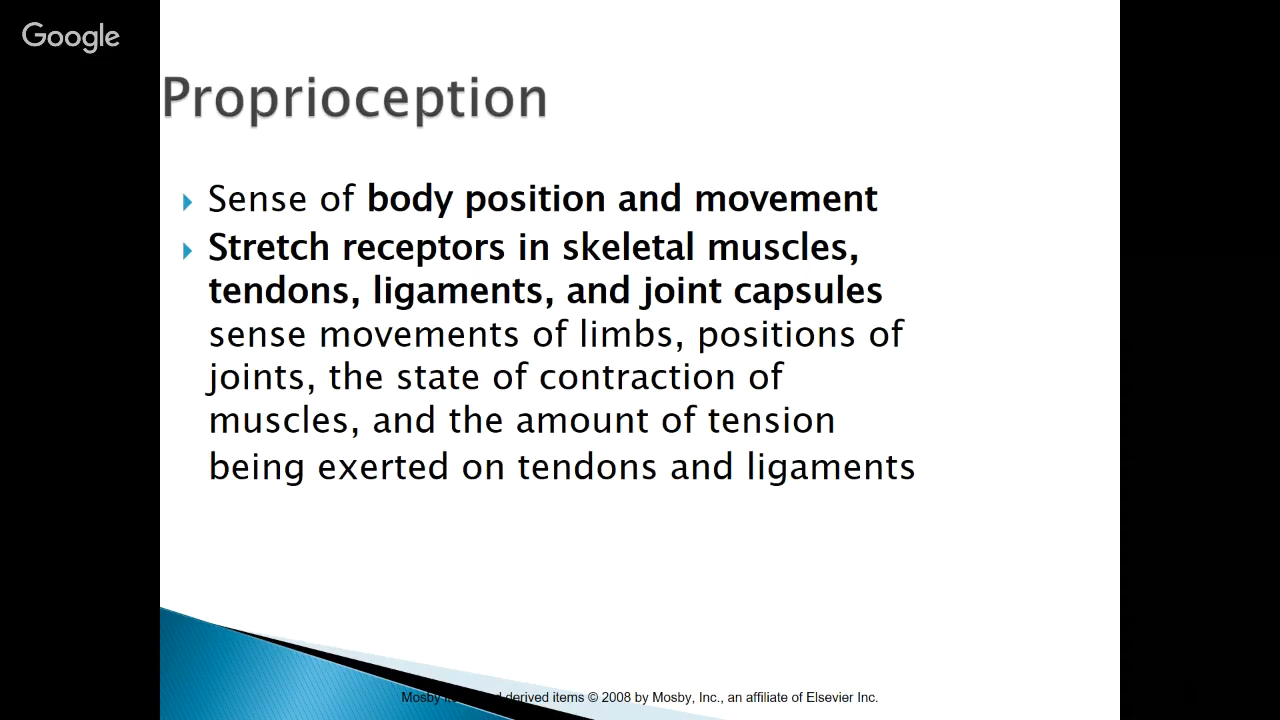 Google
Proprioception
Sense of body position and movement
Stretch receptors in skeletal muscles,
tendons, ligaments, and joint capsules
sense movements of limbs, positions of
joints, the state of contraction of
muscles, and the amount of tension
being exerted on tendons and ligaments
Mosby derived items © 2008 by Mosby, Inc., an affiliate of Elsevier Inc.